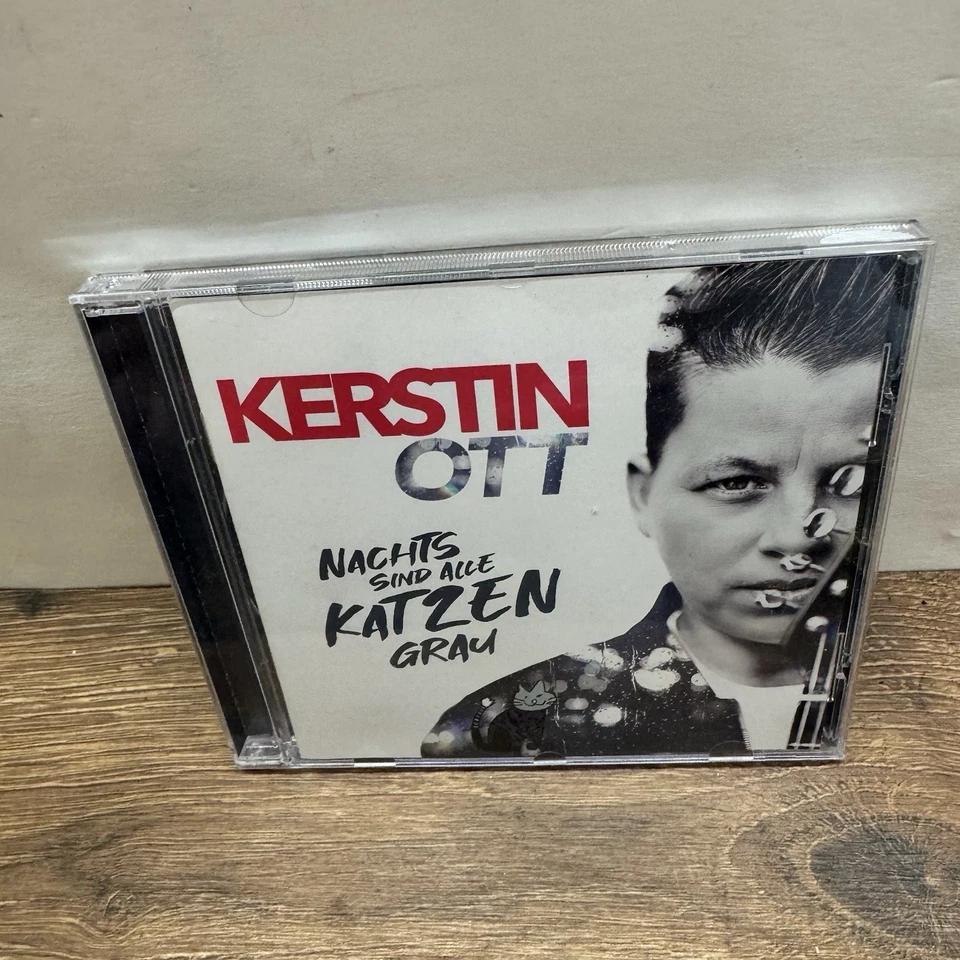 KERSTIN
OTT
NACHTS
SIND ALLE
KATZEN
GRAU